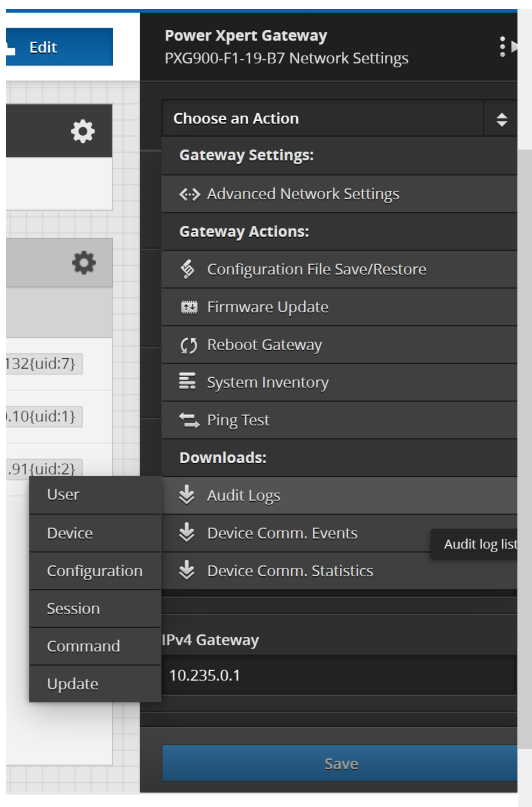 Edit
Power Xpert Gateway
PXG900-F1-19-B7 Network Settings
Choose an Action
Gateway Settings:
Advanced Network Settings
Gateway Actions:
Configuration File Save/Restore
Firmware Update
Reboot Gateway
System Inventory
Ping Test
Downloads:
Audit Logs
Device Comm. Events
Device Comm. Statistics
Audit log list
132{uid:7}
.10{uid:1}
.91{uid:2}
User
Device
Configuration
Session
Command
Update
IPv4 Gateway
10.235.0.1
Save